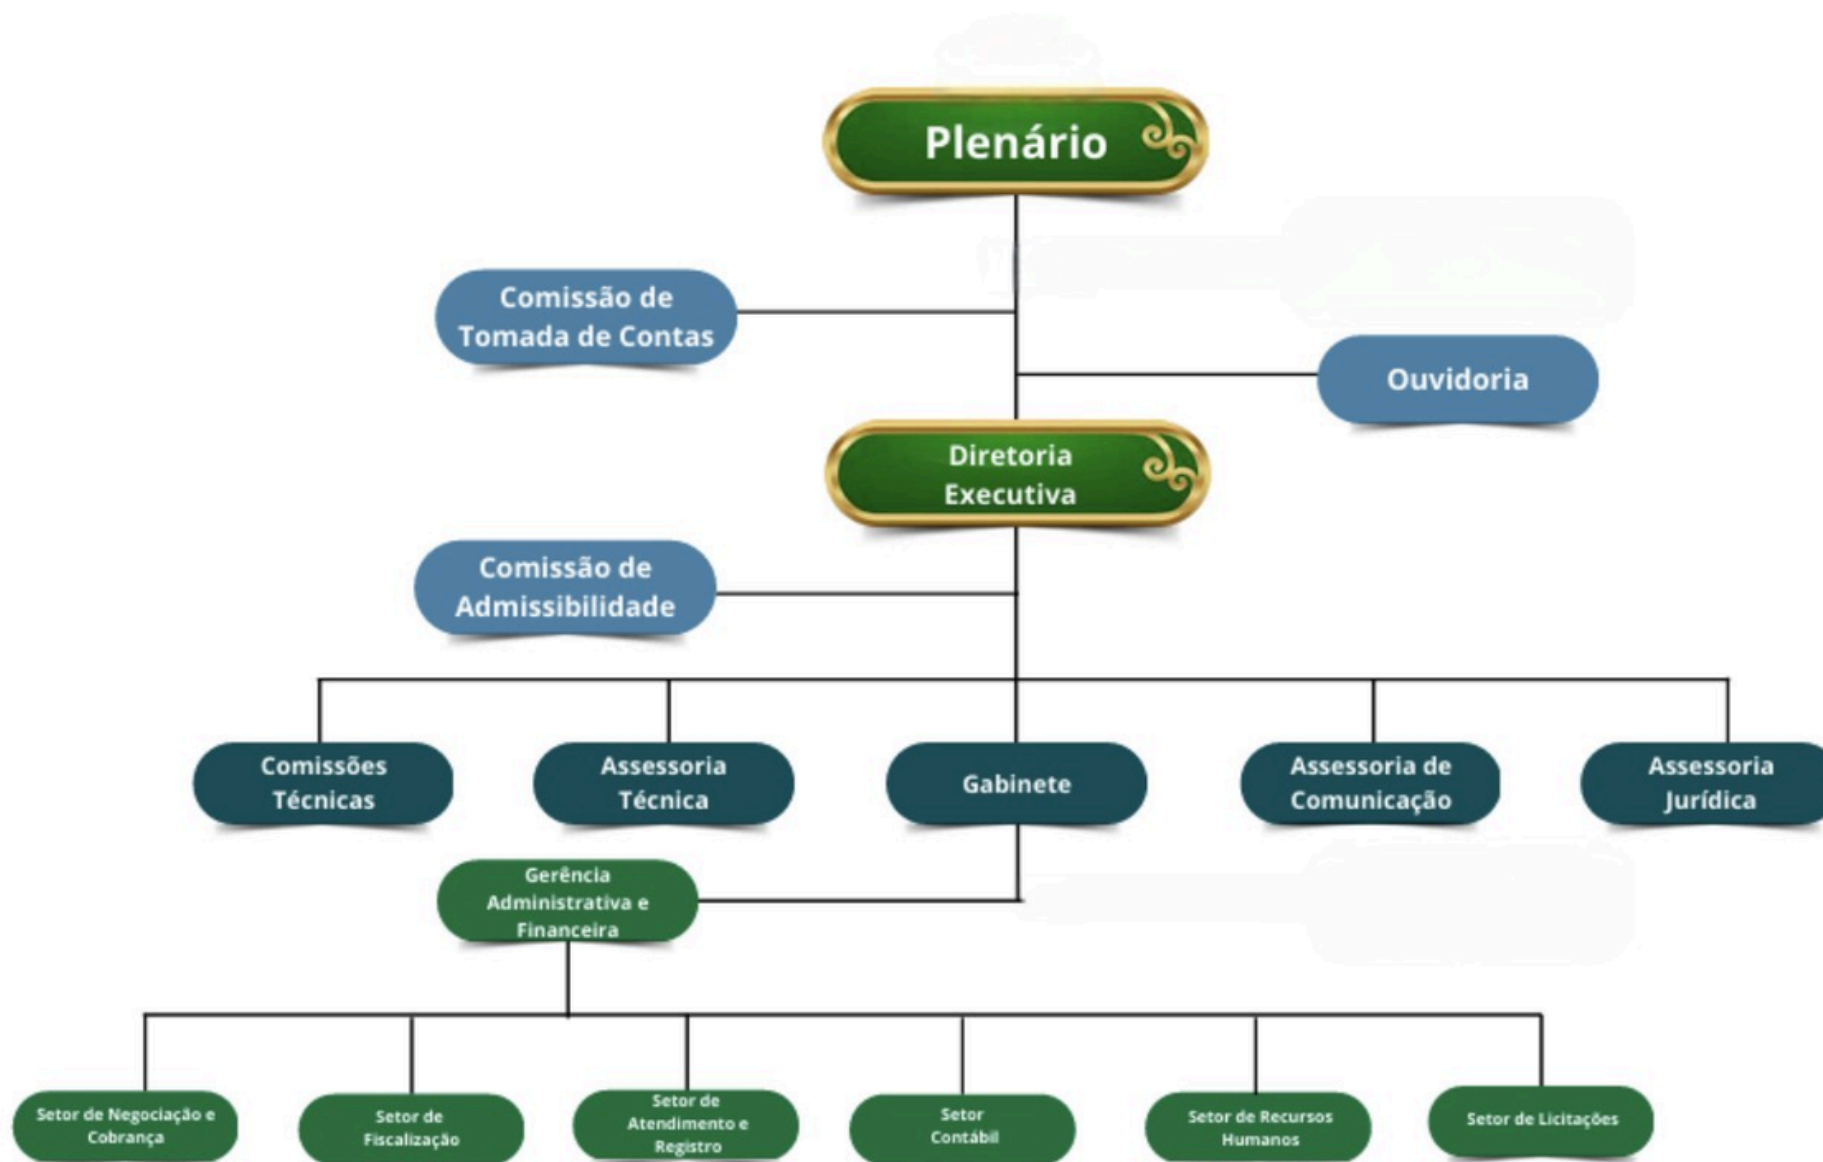 Plenário
Comissão de
Tomada de Contas
Ouvidoria
Diretoria
Executiva
Comissão de
Admissibilidade
Comissões
Técnicas
Assessoria
Técnica
Gabinete
Assessoria de
Comunicação
Assessoria
Jurídica
Gerência
Administrativa e
Financeira
Setor de Negociação e
Cobrança
Setor de
Fiscalização
Setor de
Atendimento e
Registro
Setor
Contábil
Setor de Recursos
Humanos
Setor de Licitações